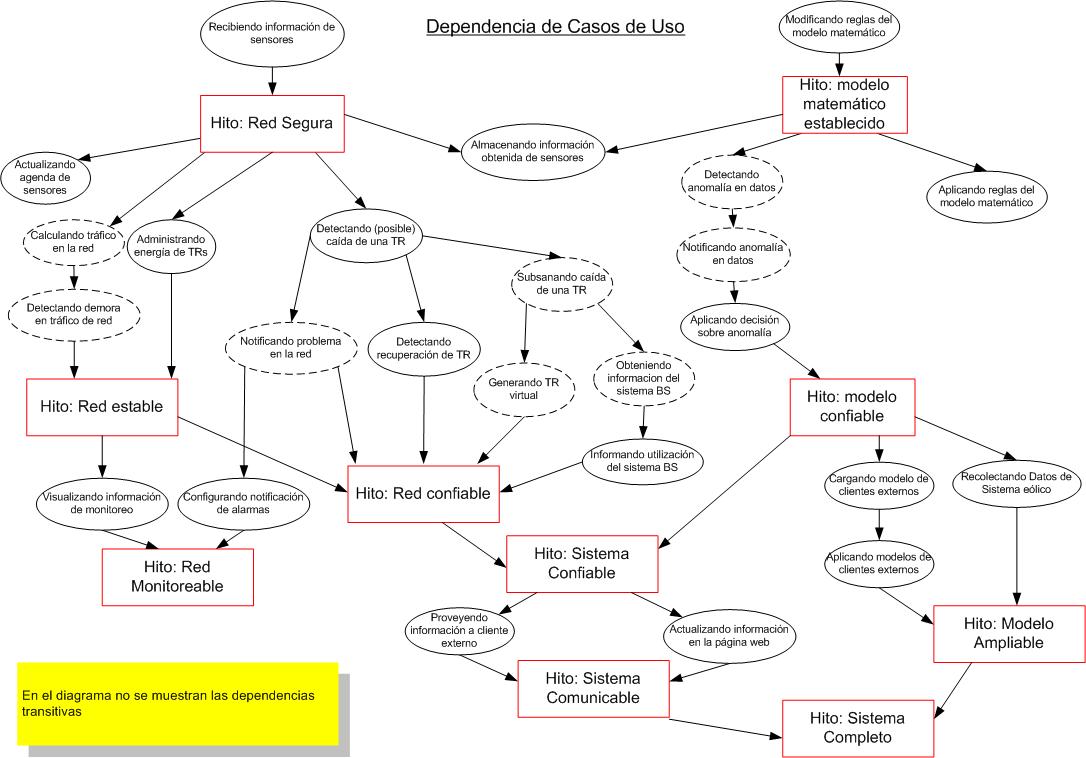 Dependencia de Casos de Uso
Recibiendo información de
sensores
Modificando reglas del
modelo matemático
Hito: Red Segura
Hito: modelo
matemático
establecido
Almacenando información
obtenida de sensores
Actualizando
agenda de
sensores
Detectando
anomalía en datos
Aplicando reglas del
modelo matemático
Calculando tráfico
en la red
Administrando
energía de TRs
Detectando (posible)
caída de una TR
Notificando anomalía
en datos
Subsanando caída
de una TR
Detectando demora
en tráfico de red
Aplicando decisión
sobre anomalía
Notificando problema
en la red
Detectando
recuperación de TR
Generando TR
virtual
Obteniendo
informacion del
sistema BS
Hito: Red estable
Hito: modelo
confiable
Informando utilización
del sistema BS
Visualizando información
de monitoreo
Configurando notificación
de alarmas
Hito: Red confiable
Cargando modelo de
clientes externos
Recolectando Datos de
Sistema eólico
Hito: Red
Monitoreable
Hito: Sistema
Confiable
Aplicando modelos de
clientes externos
Proveyendo
información a cliente
externo
Actualizando información
en la página web
Hito: Modelo
Ampliable
Hito: Sistema
Comunicable
Hito: Sistema
Completo
En el diagrama no se muestran las dependencias
transitivas